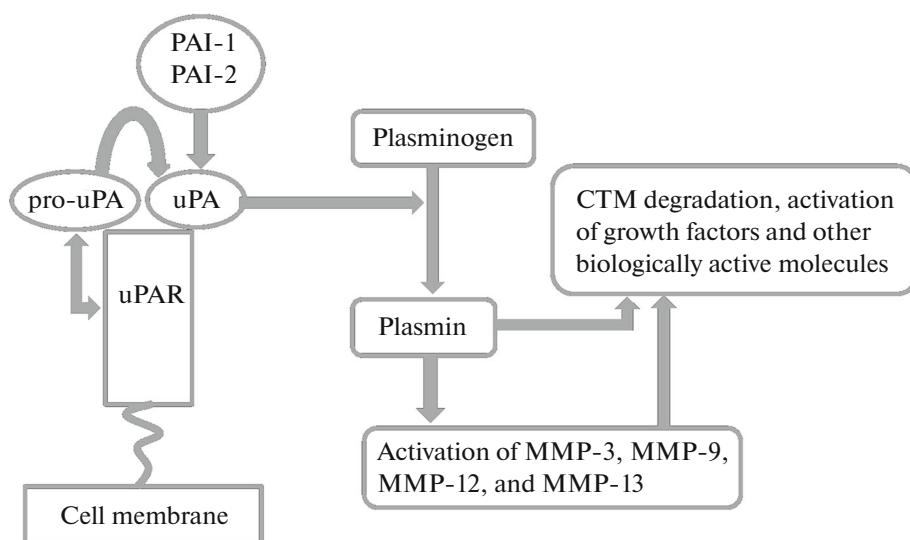 PAI-1
PAI-2
pro-uPA
uPA
uPAR
Cell membrane
Plasminogen
Plasmin
CTM degradation, activation
of growth factors and other
biologically active molecules
Activation of MMP-3, MMP-9,
MMP-12, and MMP-13